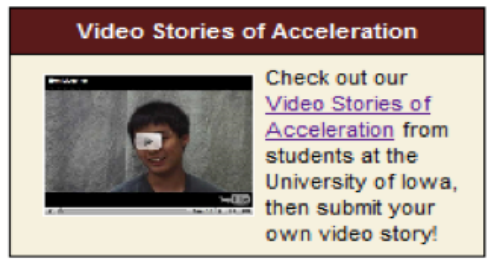 Video Stories of Acceleration
Check out our
Video Stories of
Acceleration from
students at the
University of Iowa,
then submit your
own video story!